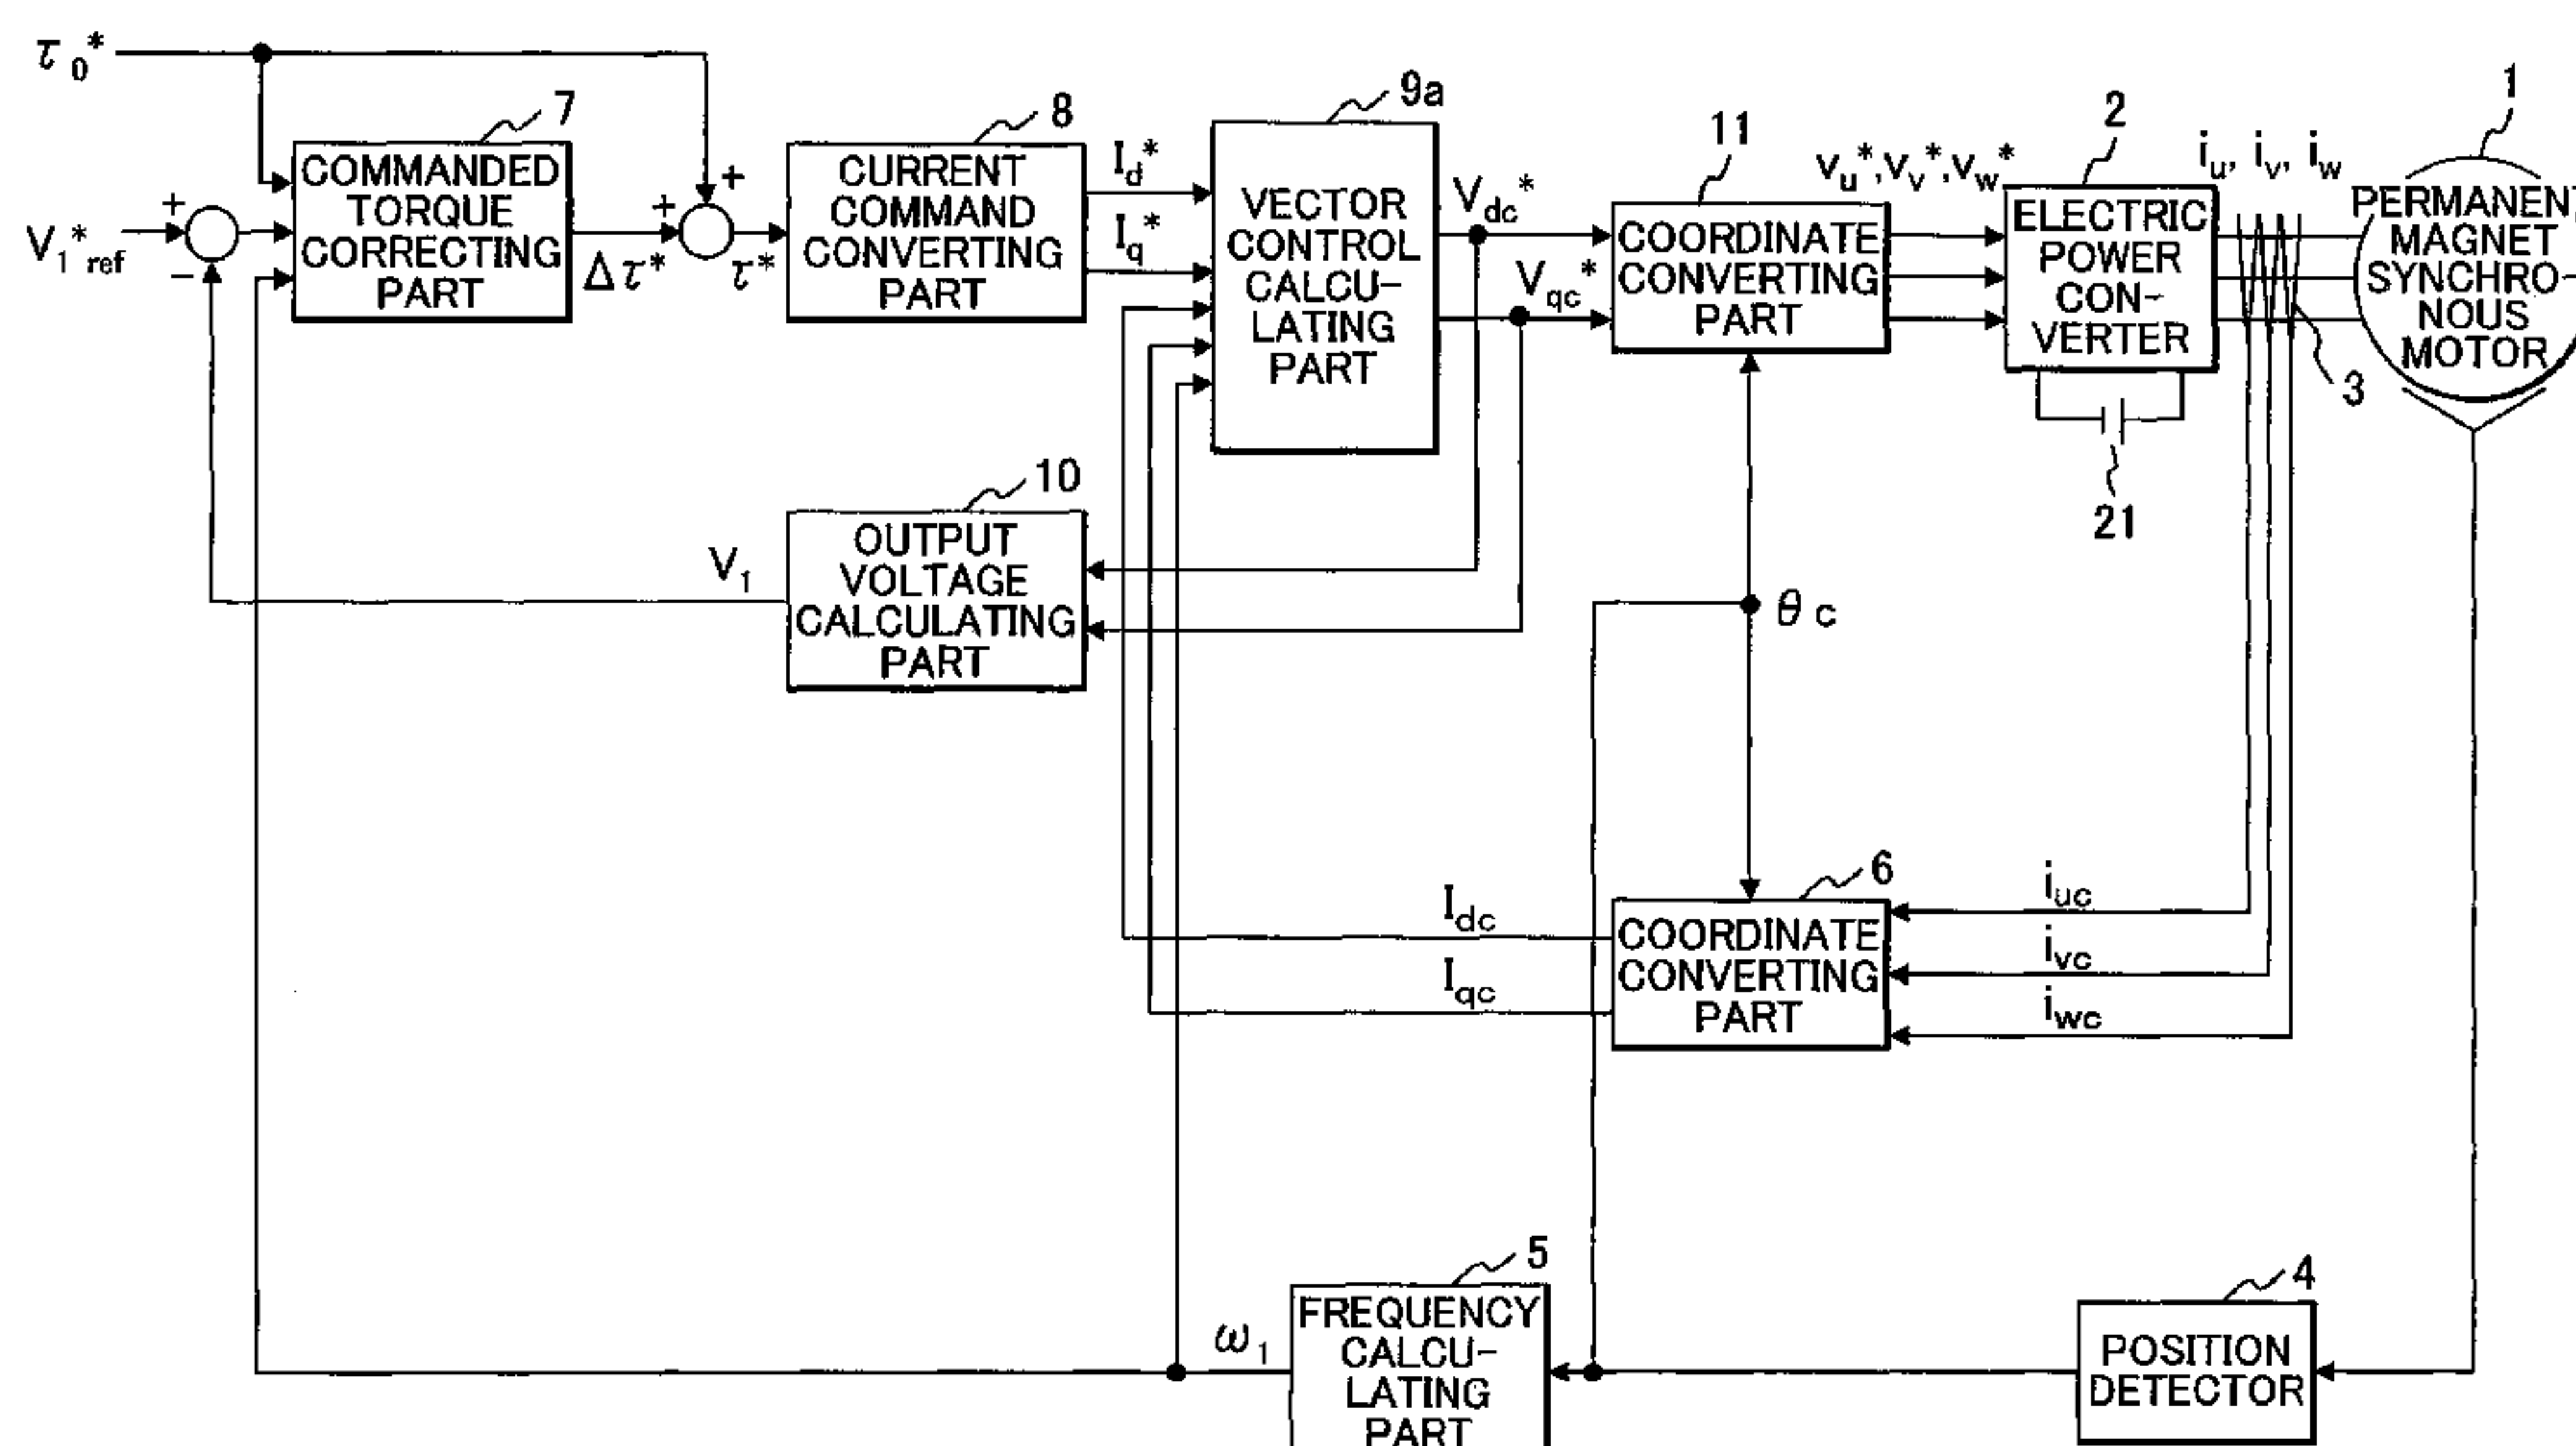 τ0*
7
COMMANDED
TORQUE
CORRECTING
PART
+
V1*ref
−
Δτ*
+
+
τ*
8
CURRENT
COMMAND
CONVERTING
PART
Id*
Iq*
9a
VECTOR
CONTROL
CALCU-
LATING
PART
Vdc*
Vqc*
11
COORDINATE
CONVERTING
PART
vu*,vv*,vw*
2
ELECTRIC
POWER
CON-
VERTER
21
iu, iv, iw
3
1
PERMANENT
MAGNET
SYNCHRO-
NOUS
MOTOR
10
OUTPUT
VOLTAGE
CALCULATING
PART
V1
θc
6
COORDINATE
CONVERTING
PART
Idc
Iqc
iuc
ivc
iwc
5
FREQUENCY
CALCU-
LATING
PART
ω1
4
POSITION
DETECTOR